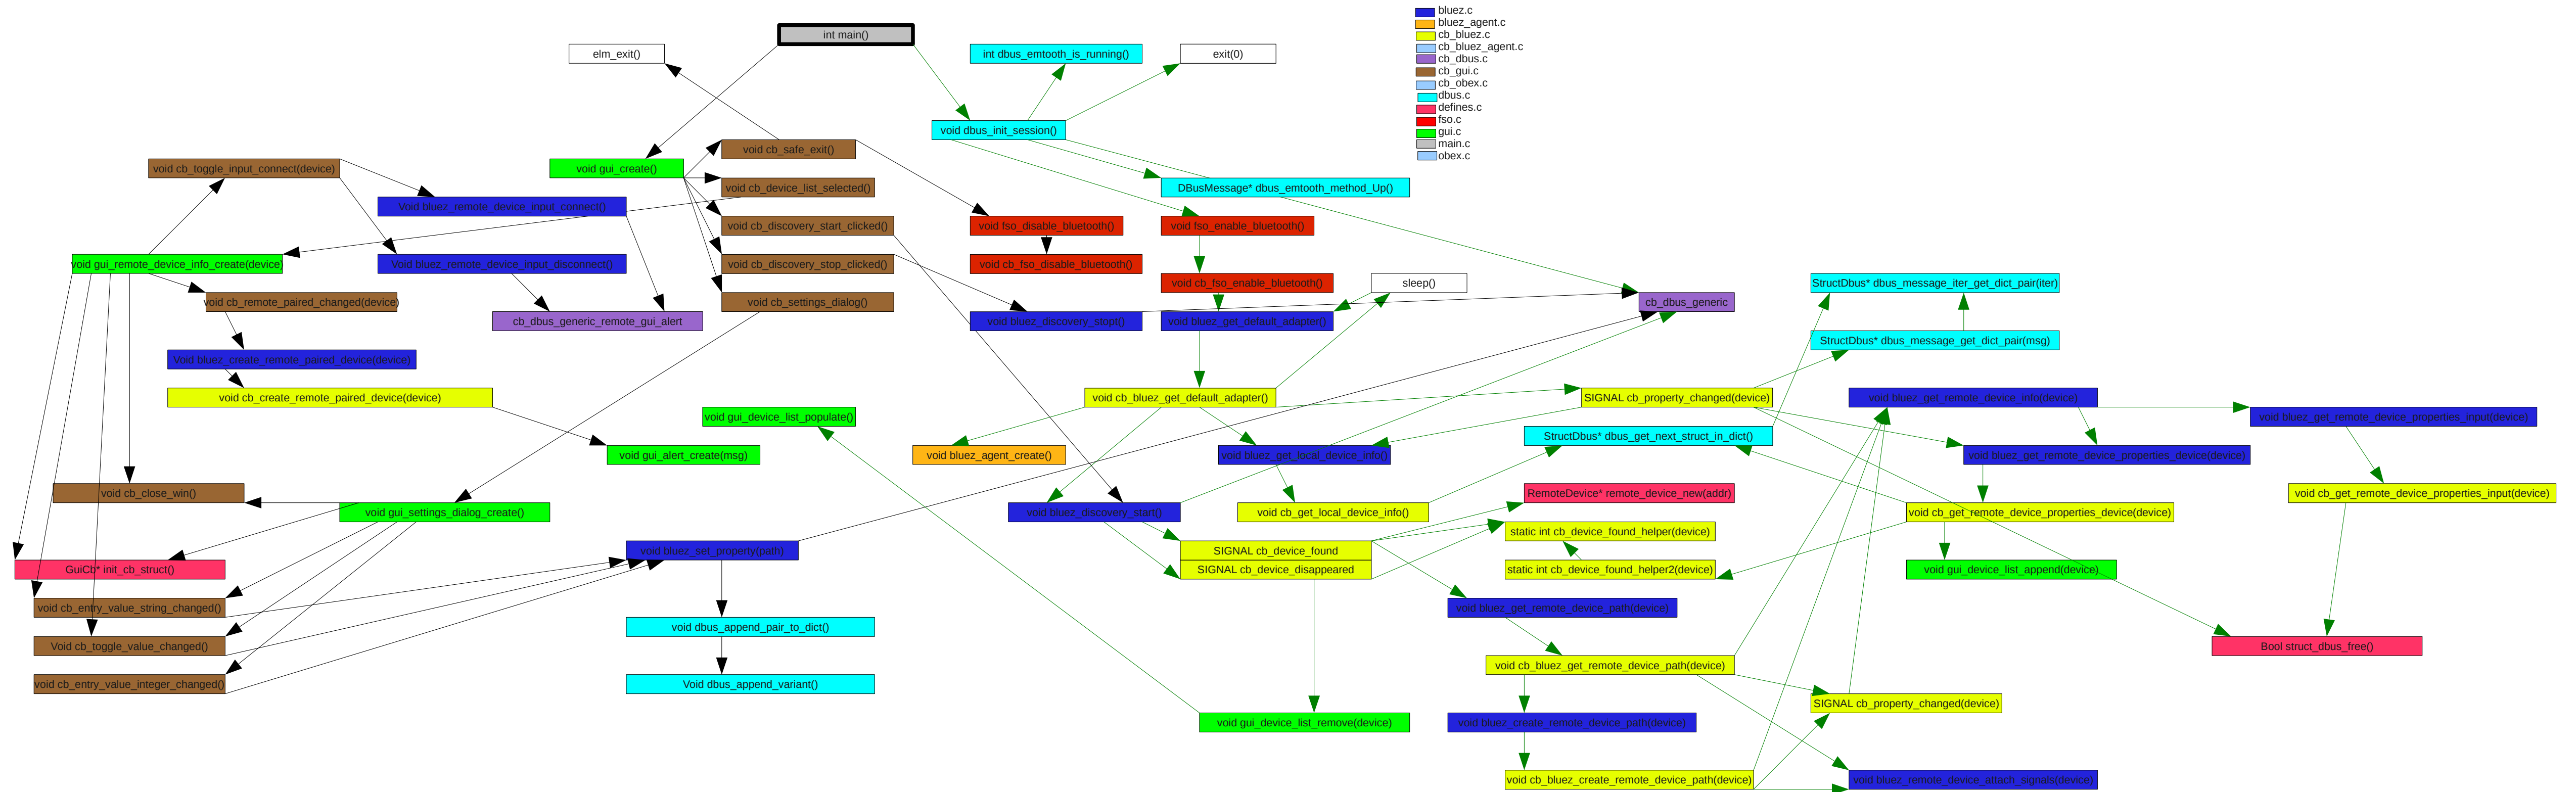 bluez.c
bluez_agent.c
cb_bluez.c
cb_bluez_agent.c
cb_dbus.c
cb_gui.c
cb_obex.c
dbus.c
defines.c
fso.c
gui.c
main.c
obex.c
int main()
elm_exit()
int dbus_emtooth_is_running()
exit(0)
void dbus_init_session()
void cb_safe_exit()
void cb_toggle_input_connect(device)
void gui_create()
void cb_device_list_selected()
DBusMessage* dbus_emtooth_method_Up()
Void bluez_remote_device_input_connect()
void cb_discovery_start_clicked()
void fso_disable_bluetooth()
void fso_enable_bluetooth()
void gui_remote_device_info_create(device)
Void bluez_remote_device_input_disconnect()
void cb_discovery_stop_clicked()
void cb_fso_disable_bluetooth()
void cb_fso_enable_bluetooth()
sleep()
StructDbus* dbus_message_iter_get_dict_pair(iter)
void cb_remote_paired_changed(device)
void cb_settings_dialog()
cb_dbus_generic
cb_dbus_generic_remote_gui_alert
void bluez_discovery_stopt()
void bluez_get_default_adapter()
StructDbus* dbus_message_get_dict_pair(msg)
Void bluez_create_remote_paired_device(device)
void cb_create_remote_paired_device(device)
void cb_bluez_get_default_adapter()
SIGNAL cb_property_changed(device)
void bluez_get_remote_device_info(device)
void gui_device_list_populate()
void bluez_get_remote_device_properties_input(device)
StructDbus* dbus_get_next_struct_in_dict()
void gui_alert_create(msg)
void bluez_agent_create()
void bluez_get_local_device_info()
void bluez_get_remote_device_properties_device(device)
void cb_close_win()
RemoteDevice* remote_device_new(addr)
void cb_get_remote_device_properties_input(device)
void gui_settings_dialog_create()
void bluez_discovery_start()
void cb_get_local_device_info()
void cb_get_remote_device_properties_device(device)
static int cb_device_found_helper(device)
void bluez_set_property(path)
SIGNAL cb_device_found
GuiCb* init_cb_struct()
SIGNAL cb_device_disappeared
static int cb_device_found_helper2(device)
void gui_device_list_append(device)
void cb_entry_value_string_changed()
void bluez_get_remote_device_path(device)
void dbus_append_pair_to_dict()
Void cb_toggle_value_changed()
Bool struct_dbus_free()
void cb_bluez_get_remote_device_path(device)
void cb_entry_value_integer_changed()
Void dbus_append_variant()
SIGNAL cb_property_changed(device)
void gui_device_list_remove(device)
void bluez_create_remote_device_path(device)
void cb_bluez_create_remote_device_path(device)
void bluez_remote_device_attach_signals(device)